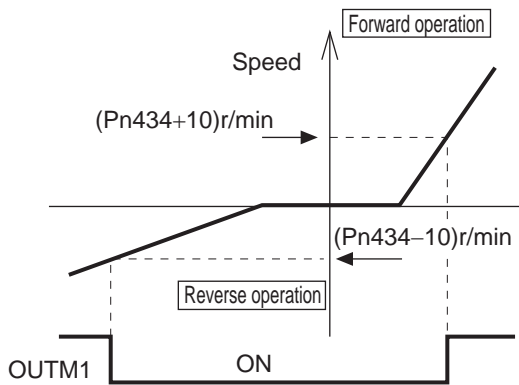 Forward operation
Speed
(Pn434+10)r/min
(Pn434−10)r/min
Reverse operation
OUTM1
ON